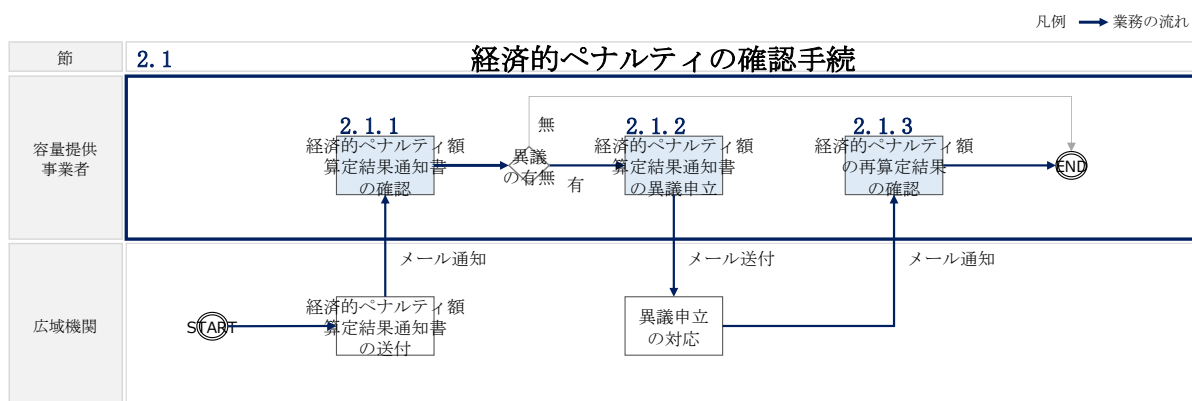 凡例 業務の流れ
節
2.1
経済的ペナルティの確認手続
容量提供
事業者
2.1.1
経済的ペナルティ額
算定結果通知書
の確認
異議
の有無
無
有
2.1.2
経済的ペナルティ額
算定結果通知書
の異議申立
2.1.3
経済的ペナルティ額
の再算定結果
の確認
END
メール通知
メール送付
メール通知
広域機関
START
経済的ペナルティ額
算定結果通知書
の送付
異議申立
の対応